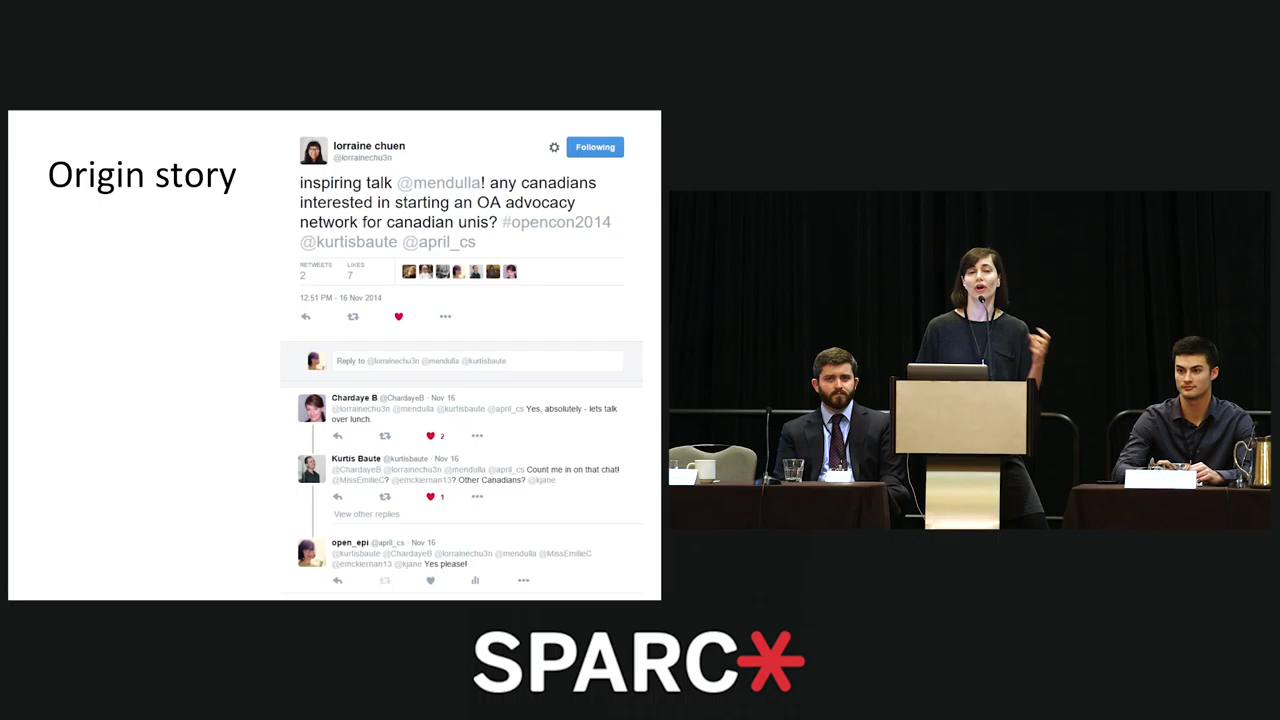 Origin story
lorraine chuen
@lorrainechu3n
Following
inspiring talk @mendulla! any canadians
interested in starting an OA advocacy
network for canadian unis? #opencon2014
@kurtisbaute @april_cs
RETWEETS LIKES
2 7
12:51 PM - 16 Nov 2014
Reply to @lorrainechu3n @mendulla @kurtisbaute
Chardaye B @ChardayeB · Nov 16
@lorrainechu3n @mendulla @kurtisbaute @april_cs Yes, absolutely - lets talk
over lunch.
2
Kurtis Baute @kurtisbaute · Nov 16
@ChardayeB @lorrainechu3n @mendulla @april_cs Count me in on that chat!
@MissEmilieC? @emckiernan13? Other Canadians? @kjane
1
View other replies
open_epi @april_cs · Nov 16
@kurtisbaute @ChardayeB @lorrainechu3n @mendulla @MissEmilieC
@emckiernan13 @kjane Yes please!
SPARC